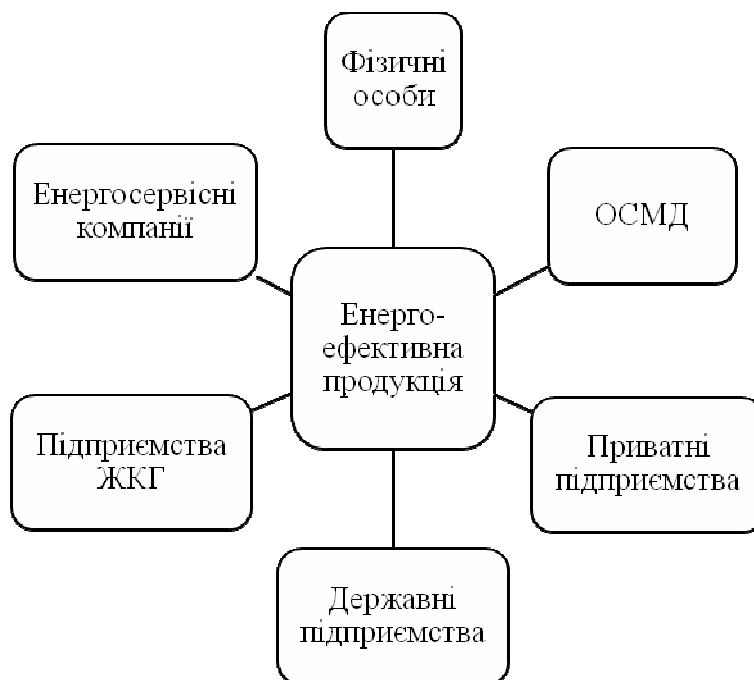 Фізичні
особи
Енергосервісні
компанії
ОСМД
Енерго-
ефективна
продукція
Підприємства
ЖКГ
Приватні
підприємства
Державні
підприємства